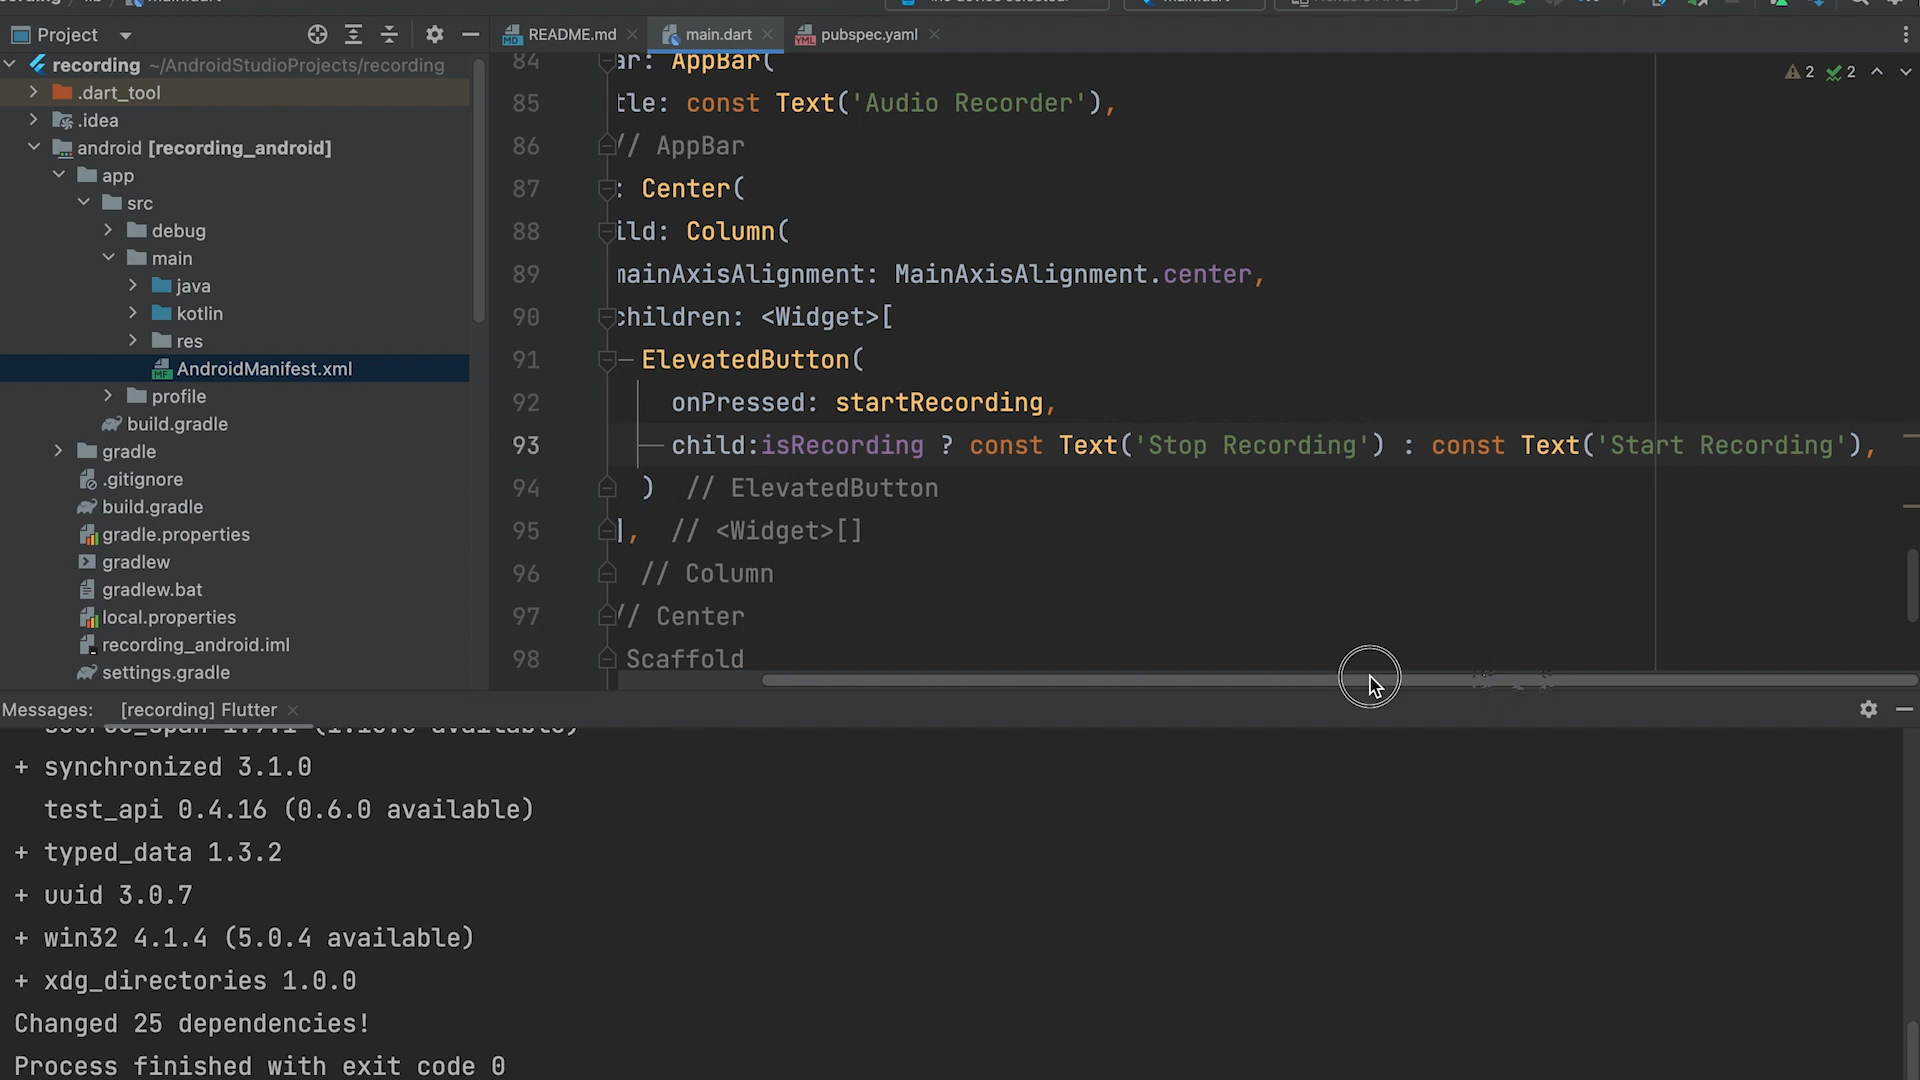 Project
README.md
main.dart
pubspec.yaml
recording ~/AndroidStudioProjects/recording
.dart_tool
.idea
android [recording_android]
app
src
debug
main
java
kotlin
res
AndroidManifest.xml
profile
build.gradle
gradle
.gitignore
build.gradle
gradle.properties
gradlew
gradlew.bat
local.properties
recording_android.iml
settings.gradle
2 2
84 ar: AppBar(
85 tle: const Text('Audio Recorder'),
86 // AppBar
87 : Center(
88 ild: Column(
89 mainAxisAlignment: MainAxisAlignment.center,
90 children: <Widget>[
91 ElevatedButton(
92 onPressed: startRecording,
93 child:isRecording ? const Text('Stop Recording') : const Text('Start Recording'),
94 ) // ElevatedButton
95 ], // <Widget>[]
96 // Column
97 // Center
98 Scaffold
Messages: [recording] Flutter
+ synchronized 3.1.0
test_api 0.4.16 (0.6.0 available)
+ typed_data 1.3.2
+ uuid 3.0.7
+ win32 4.1.4 (5.0.4 available)
+ xdg_directories 1.0.0
Changed 25 dependencies!
Process finished with exit code 0